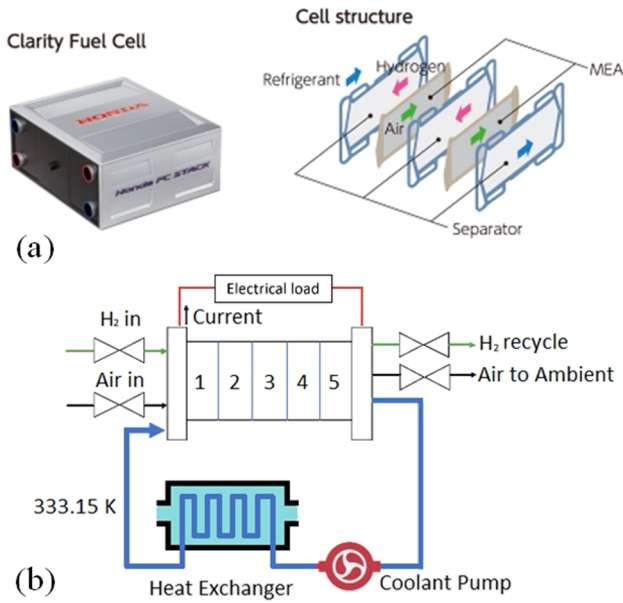 Clarity Fuel Cell
HONDA
Honda FC STACK
(a)
Cell structure
Refrigerant
Hydrogen
MEA
Air
Separator
Electrical load
H₂ in
Current
H₂ recycle
Air in
1 2 3 4 5
Air to Ambient
333.15 K
Heat Exchanger
Coolant Pump
(b)